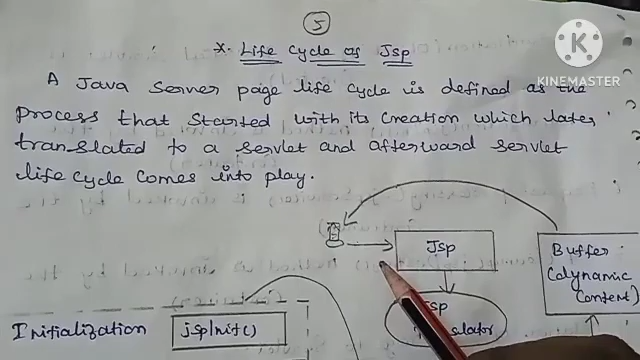 5
*. Life Cycle of Jsp
KINEMASTER
A Java Server page life cycle is defined as the
process that started with its creation which later
translated to a servlet and afterward servlet
life cycle comes into play.
Jsp
Buffer
(dynamic
content)
Initialization
jspInit()
Jsp